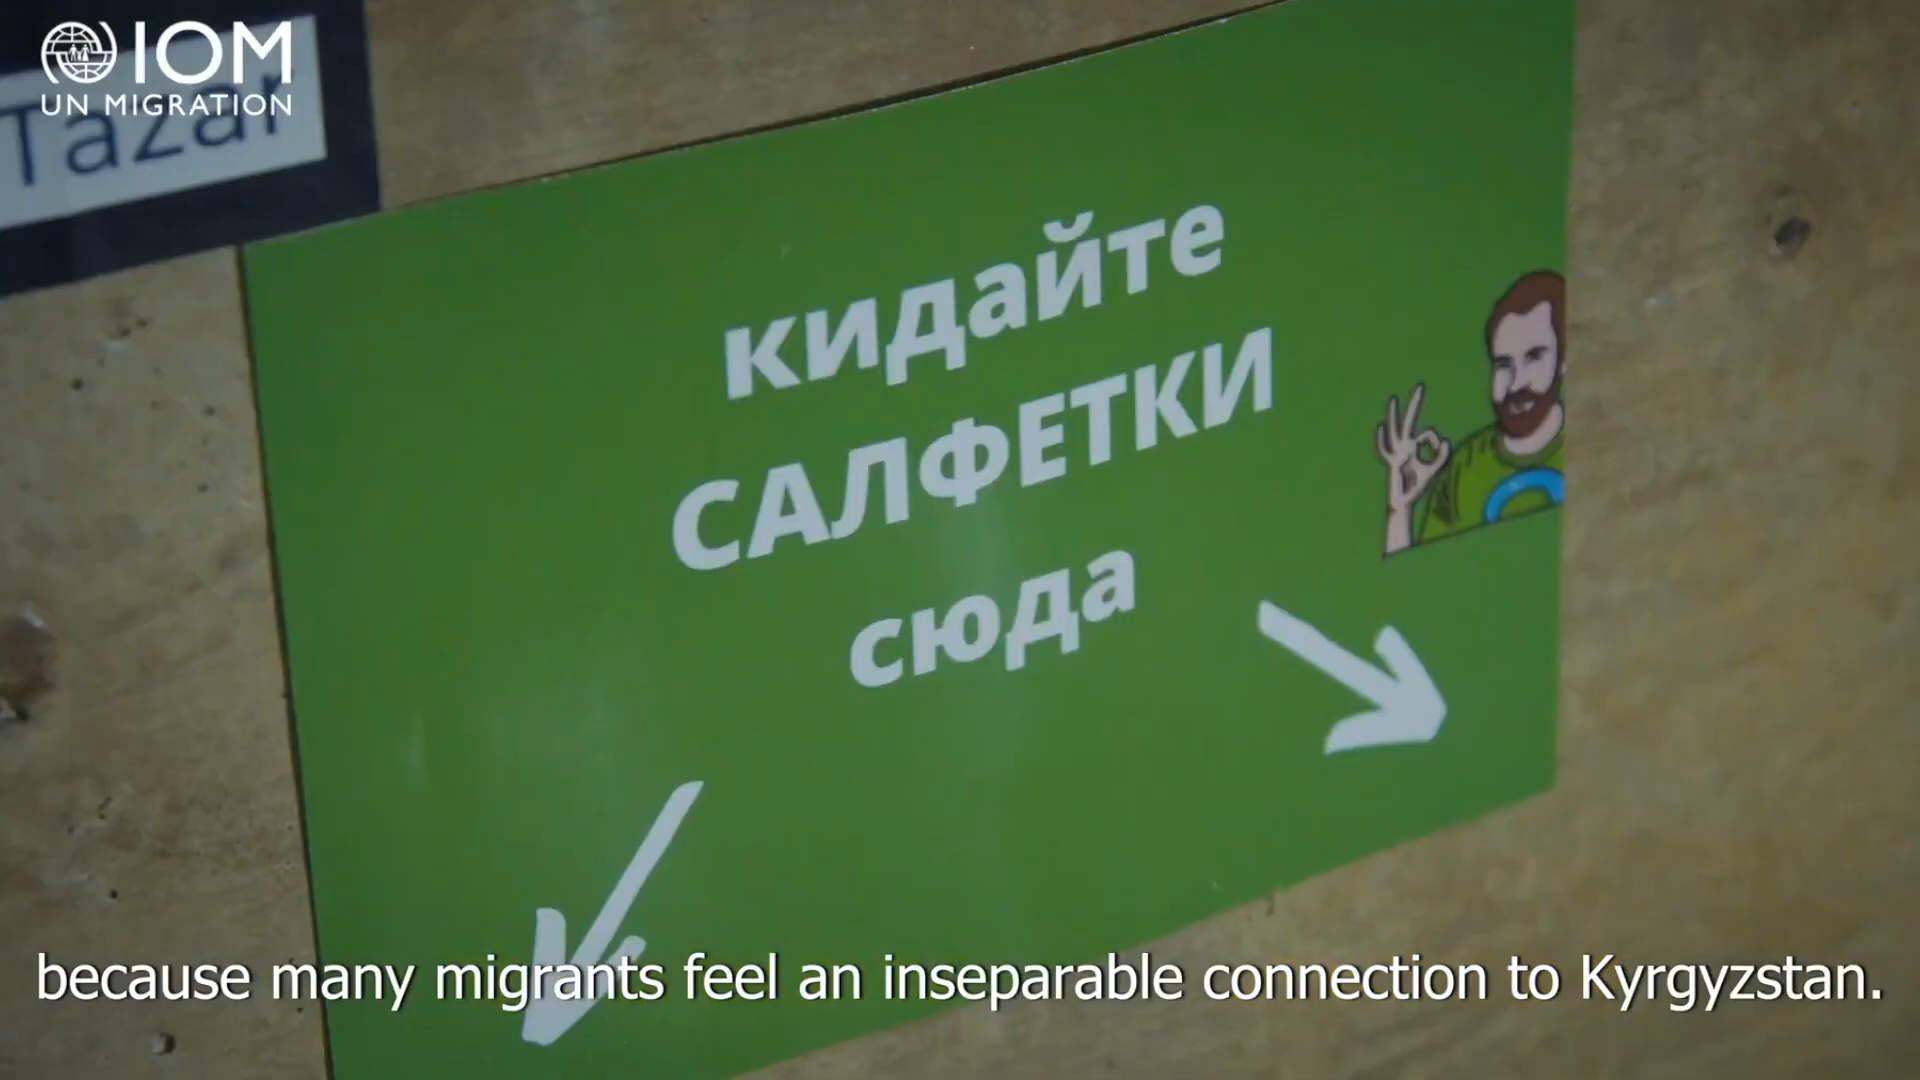 IOM
UN MIGRATION
Tazar
кидайте
САЛФЕТКИ
сюда
because many migrants feel an inseparable connection to Kyrgyzstan.